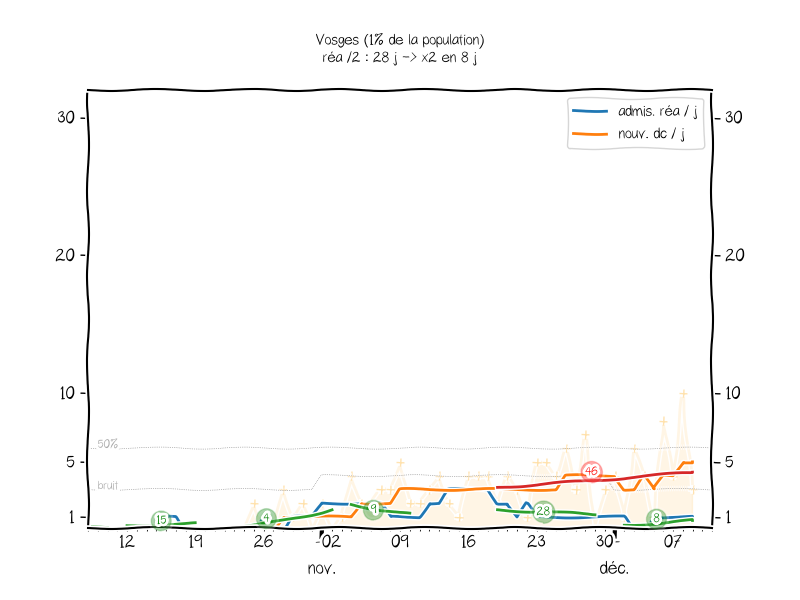 Vosges (1% de la population)
réa /2 : 28 j -> x2 en 8 j
admis. réa / j
nouv. dc / j
30
30
20
20
10
10
50%
5
5
bruit
1
1
15
4
9
28
46
8
12 19 26 02 09 16 23 30 07
nov. déc.